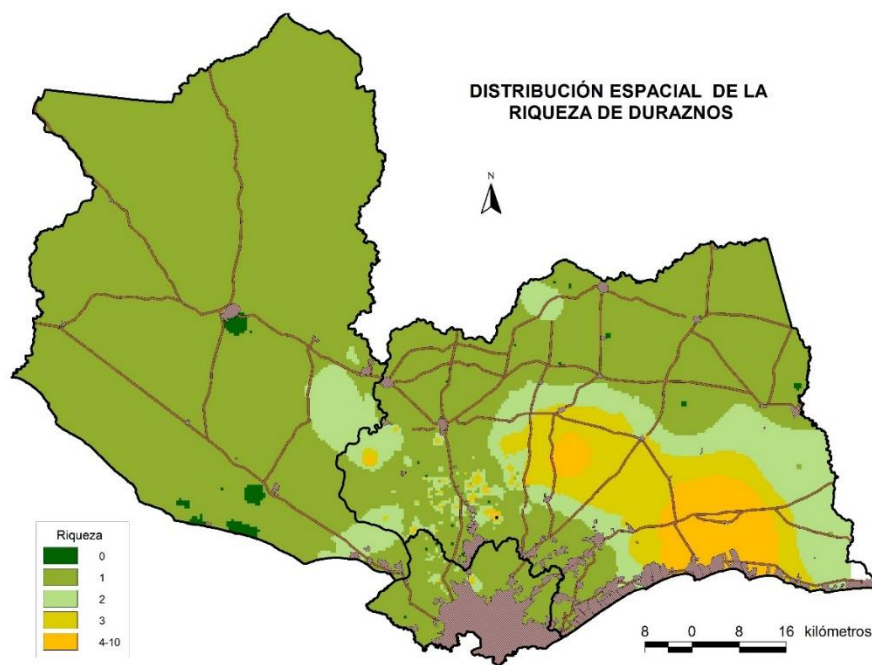 DISTRIBUCIÓN ESPACIAL DE LA
RIQUEZA DE DURAZNOS
N
Riqueza
0
1
2
3
4-10
8 0 8 16 kilómetros